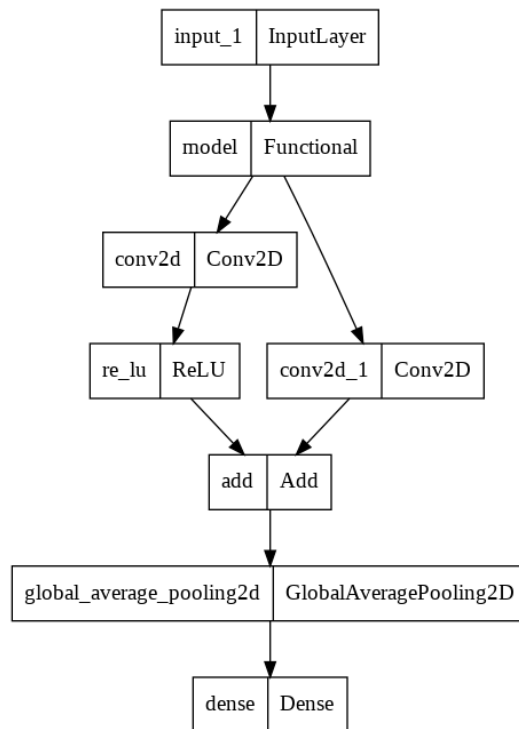 input_1 InputLayer
model Functional
conv2d Conv2D
re_lu ReLU
conv2d_1 Conv2D
add Add
global_average_pooling2d GlobalAveragePooling2D
dense Dense